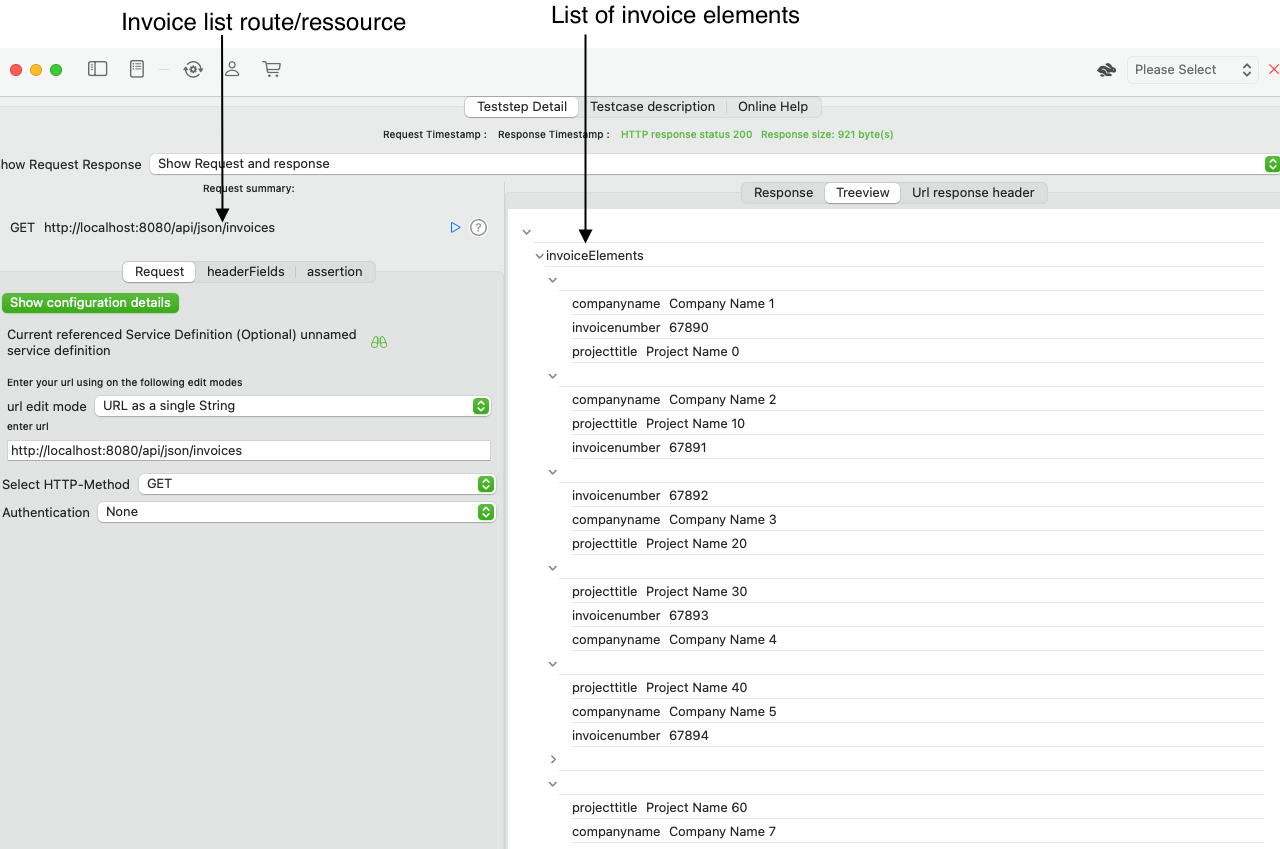 Invoice list route/ressource
List of invoice elements
Please Select
Teststep Detail Testcase description Online Help
Request Timestamp : Response Timestamp : HTTP response status 200 Response size: 921 byte(s)
how Request Response Show Request and response
Request summary:
Response Treeview Url response header
GET http://localhost:8080/api/json/invoices ?
Request headerFields assertion
Show configuration details
Current referenced Service Definition (Optional) unnamed
service definition
Enter your url using on the following edit modes
url edit mode URL as a single String
enter url
http://localhost:8080/api/json/invoices
Select HTTP-Method GET
Authentication None
invoiceElements
companyname Company Name 1
invoicenumber 67890
projecttitle Project Name 0
companyname Company Name 2
projecttitle Project Name 10
invoicenumber 67891
invoicenumber 67892
companyname Company Name 3
projecttitle Project Name 20
projecttitle Project Name 30
invoicenumber 67893
companyname Company Name 4
projecttitle Project Name 40
companyname Company Name 5
invoicenumber 67894
projecttitle Project Name 60
companyname Company Name 7